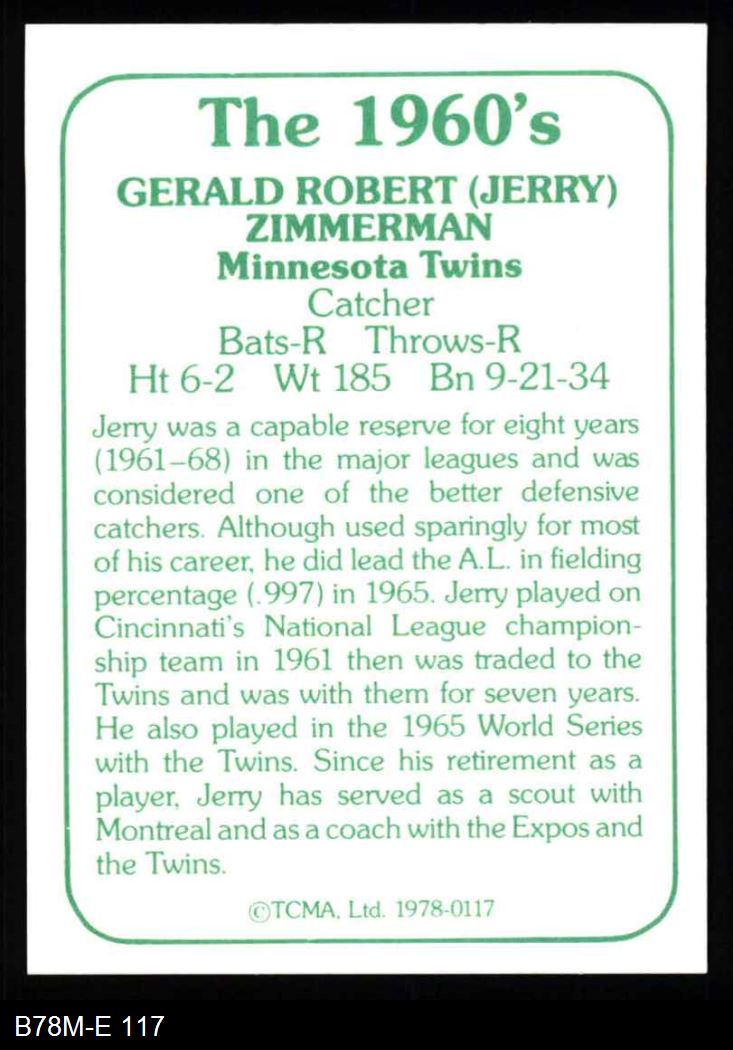 The 1960's
GERALD ROBERT (JERRY)
ZIMMERMAN
Minnesota Twins
Catcher
Bats-R Throws-R
Ht 6-2 Wt 185 Bn 9-21-34
Jerry was a capable reserve for eight years
(1961–68) in the major leagues and was
considered one of the better defensive
catchers. Although used sparingly for most
of his career, he did lead the A.L. in fielding
percentage (.997) in 1965. Jerry played on
Cincinnati's National League champion-
ship team in 1961 then was traded to the
Twins and was with them for seven years.
He also played in the 1965 World Series
with the Twins. Since his retirement as a
player, Jerry has served as a scout with
Montreal and as a coach with the Expos and
the Twins.
©TCMA, Ltd. 1978-0117
B78M-E 117